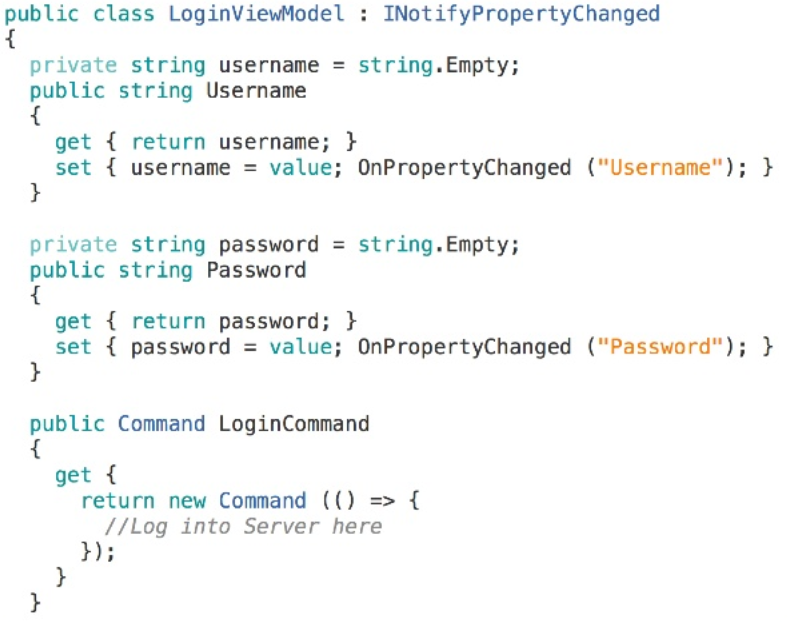 public class LoginViewModel : INotifyPropertyChanged
{
  private string username = string.Empty;
  public string Username
  {
    get { return username; }
    set { username = value; OnPropertyChanged ("Username"); }
  }

  private string password = string.Empty;
  public string Password
  {
    get { return password; }
    set { password = value; OnPropertyChanged ("Password"); }
  }

  public Command LoginCommand
  {
    get {
      return new Command (() => {
        //Log into Server here
      });
    }
  }